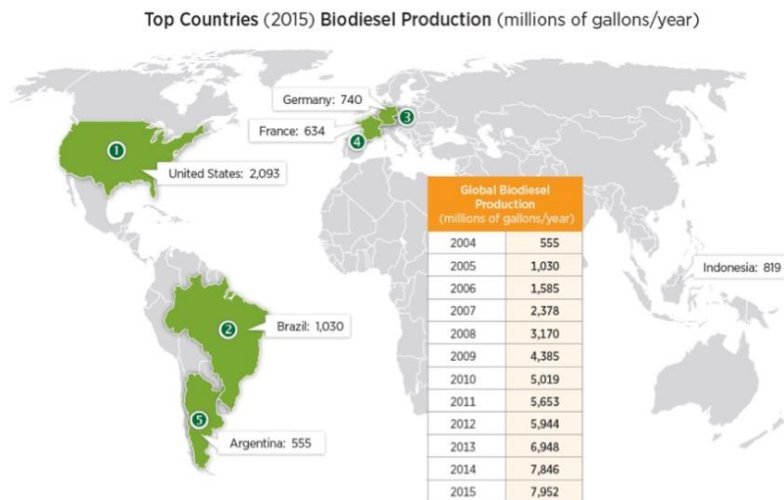 Top Countries (2015) Biodiesel Production (millions of gallons/year)
Germany: 740
3
France: 634
4
1
United States: 2,093
Global Biodiesel
Production
(millions of gallons/year)
2004 555
2005 1,030
2006 1,585
2007 2,378
2008 3,170
2009 4,385
2010 5,019
2011 5,653
2012 5,944
2013 6,948
2014 7,846
2015 7,952
Indonesia: 819
2
Brazil: 1,030
5
Argentina: 555